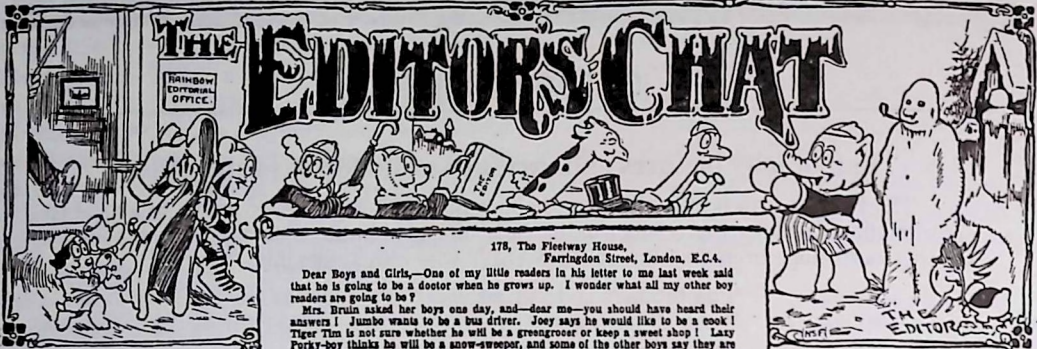 THE EDITOR'S CHAT
RAINBOW
EDITORIAL
OFFICE.
THE
EDITOR
178, The Fleetway House,
Farringdon Street, London, E.C.4.
Dear Boys and Girls,—One of my little readers in his letter to me last week said
that he is going to be a doctor when he grows up. I wonder what all my other boy
readers are going to be?
Mrs. Bruin asked her boys one day, and—dear me—you should have heard their
answers! Jumbo wants to be a bus driver. Joey says he would like to be a cook!
Tiger Tim is not sure whether he will be a greengrocer or keep a sweet shop! Lazy
Porky-boy thinks he will be a snow-sweeper, and some of the other boys say they are
THE
EDITOR